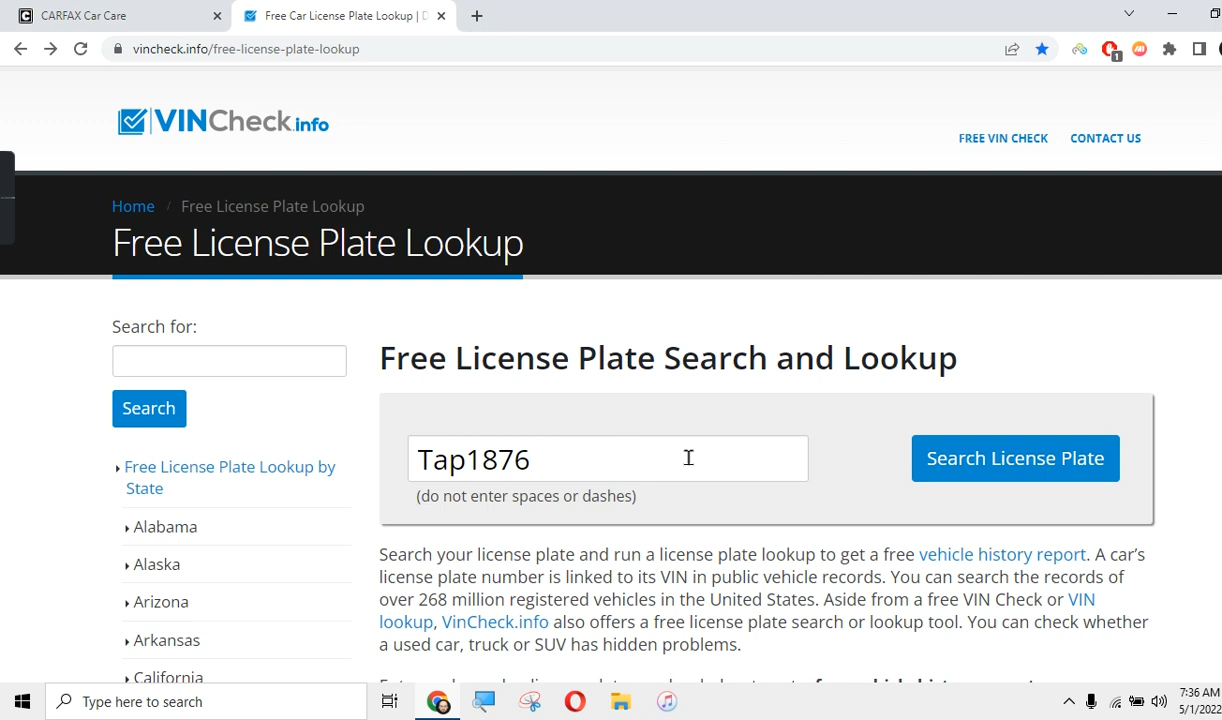 CARFAX Car Care
Free Car License Plate Lookup | D
vincheck.info/free-license-plate-lookup
1
VINCheck.info
FREE VIN CHECK
CONTACT US
Home / Free License Plate Lookup
Free License Plate Lookup
Search for:
Search
Free License Plate Lookup by
State
Alabama
Alaska
Arizona
Arkansas
California
Free License Plate Search and Lookup
Tap1876
Search License Plate
(do not enter spaces or dashes)
Search your license plate and run a license plate lookup to get a free vehicle history report. A car's
license plate number is linked to its VIN in public vehicle records. You can search the records of
over 268 million registered vehicles in the United States. Aside from a free VIN Check or VIN
lookup, VinCheck.info also offers a free license plate search or lookup tool. You can check whether
a used car, truck or SUV has hidden problems.
Type here to search
7:36 AM
5/1/2022